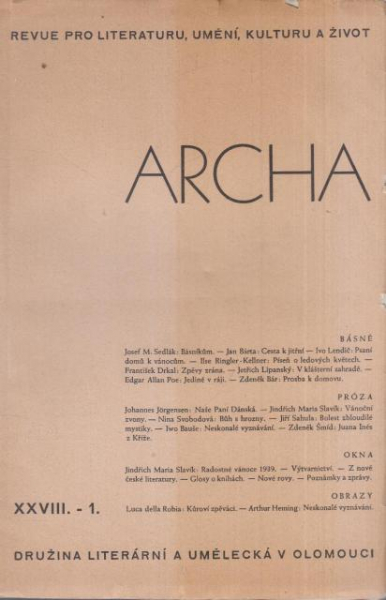 REVUE PRO LITERATURU, UMĚNÍ, KULTURU A ŽIVOT
ARCHA
BÁSNĚ
Josef M. Sedlák: Básníkům. — Jan Bárta: Cesta k jitřní — Ivo Lendić: Psaní
domů k vánocům. — Ilse Ringler-Kellner: Píseň o ledových květech. —
František Drkal: Zpěvy zrána. — Jetřich Lipanský: V klášterní zahradě. —
Edgar Allan Poe: Jediné v ráji. — Zdeněk Bár: Prosba k domovu.
PRÓZA
Johannes Jörgensen: Naše Paní Dánská. — Jindřich Maria Slavík: Vánoční
zvony. — Nina Svobodová: Bůh s hrozny. — Jiří Sahula: Bolest zbloudilé
mystiky. — Iwo Bauše: Neskonalé vyznávání. — Zdeněk Šmíd: Juana Inés
z Kříže.
OKNA
Jindřich Maria Slavík: Radostné vánoce 1939. — Výtvarnictví. — Z nové
české literatury. — Glosy o knihách. — Nové rovy. — Poznámky a zprávy.
OBRAZY
XXVIII. - 1.
Luca della Robia: Kůroví zpěváci. — Arthur Heming: Neskonalé vyznávání.
DRUŽINA LITERÁRNÍ A UMĚLECKÁ V OLOMOUCI